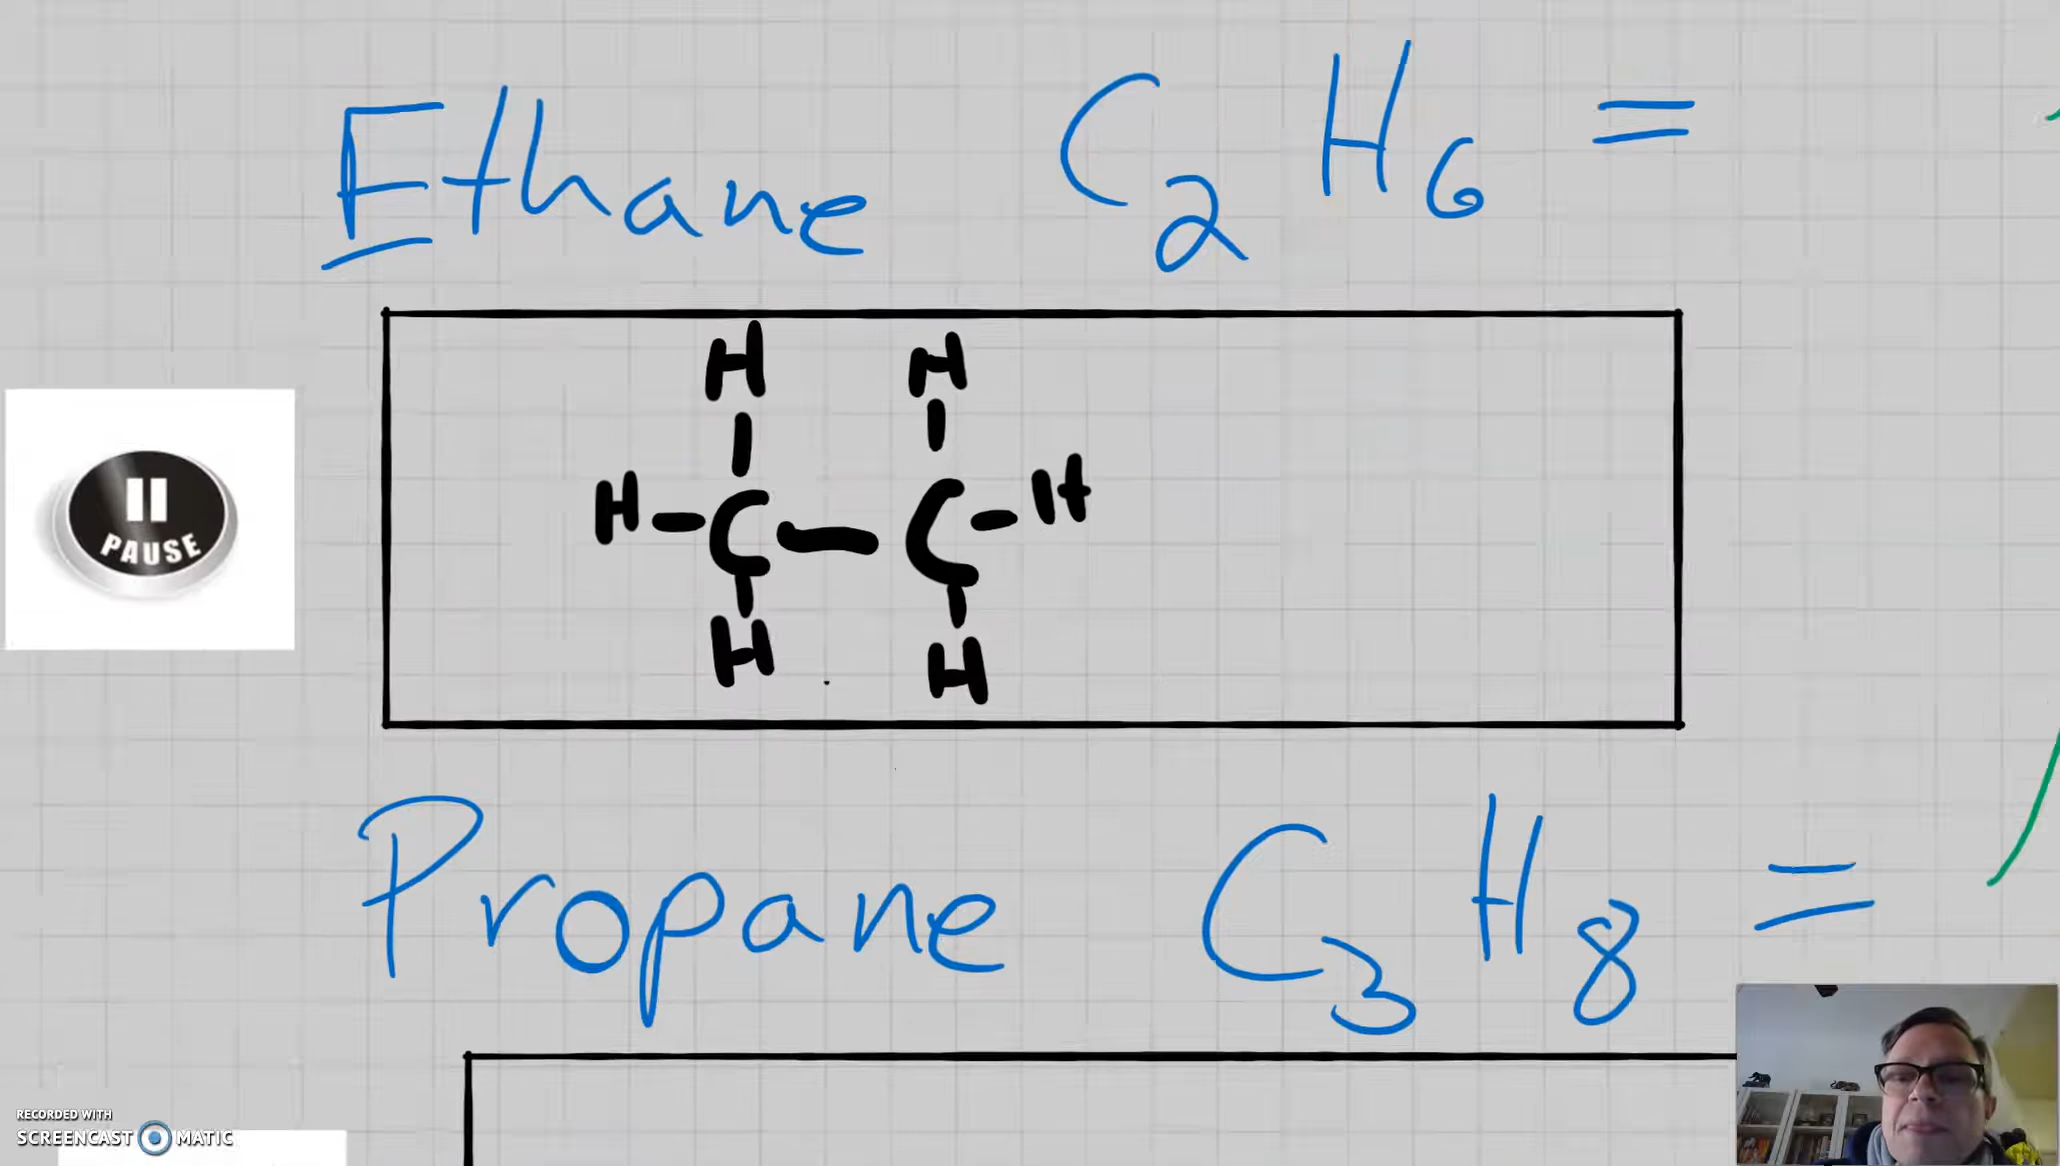 Ethane C2H6 =
H H
H-C-C-H
H H
PAUSE
Propane C3H8 =
RECORDED WITH
SCREENCAST MATIC